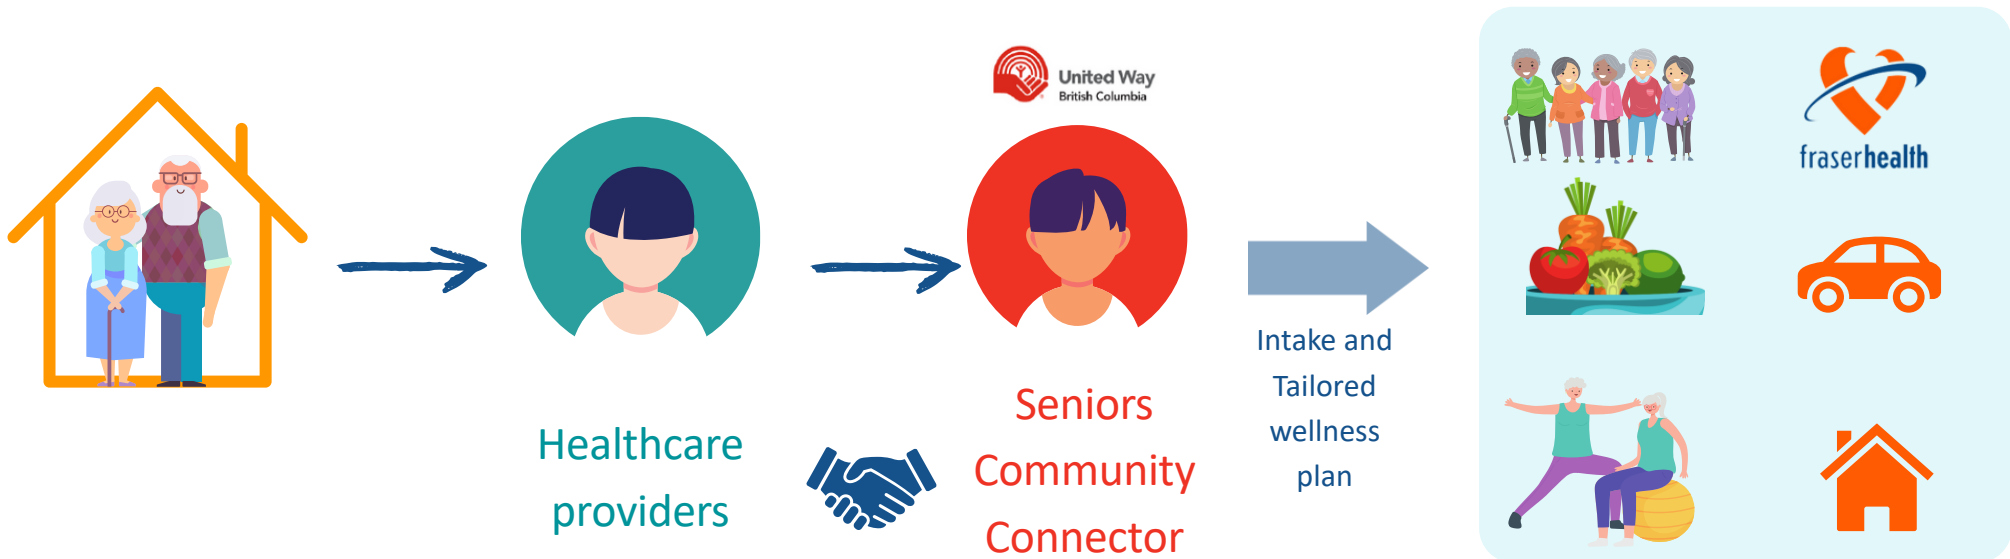 United Way
British Columbia
fraserhealth
Healthcare
providers
Seniors
Community
Connector
Intake and
Tailored
wellness
plan